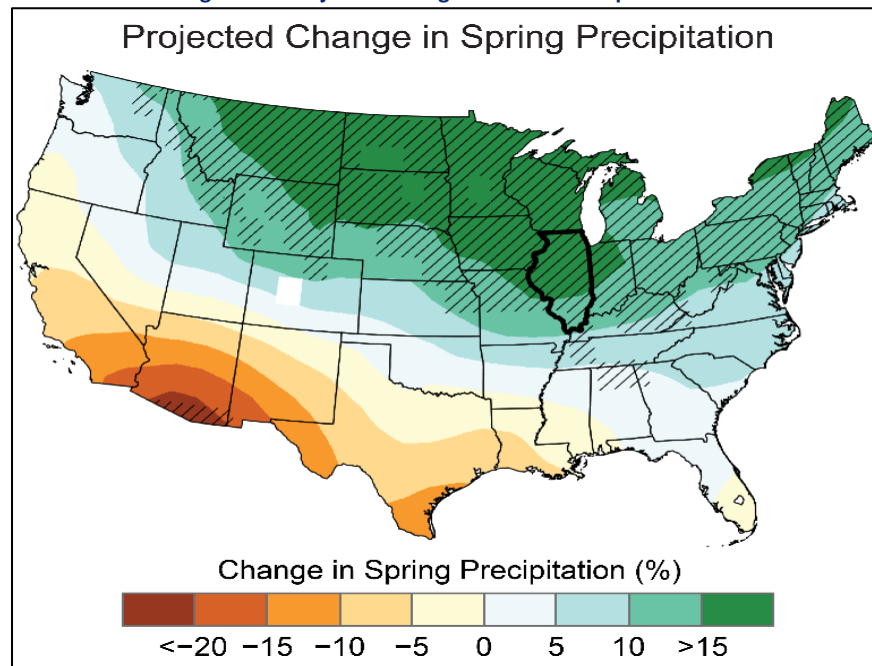 Projected Change in Spring Precipitation
Change in Spring Precipitation (%)
<−20 −15 −10 −5 0 5 10 >15